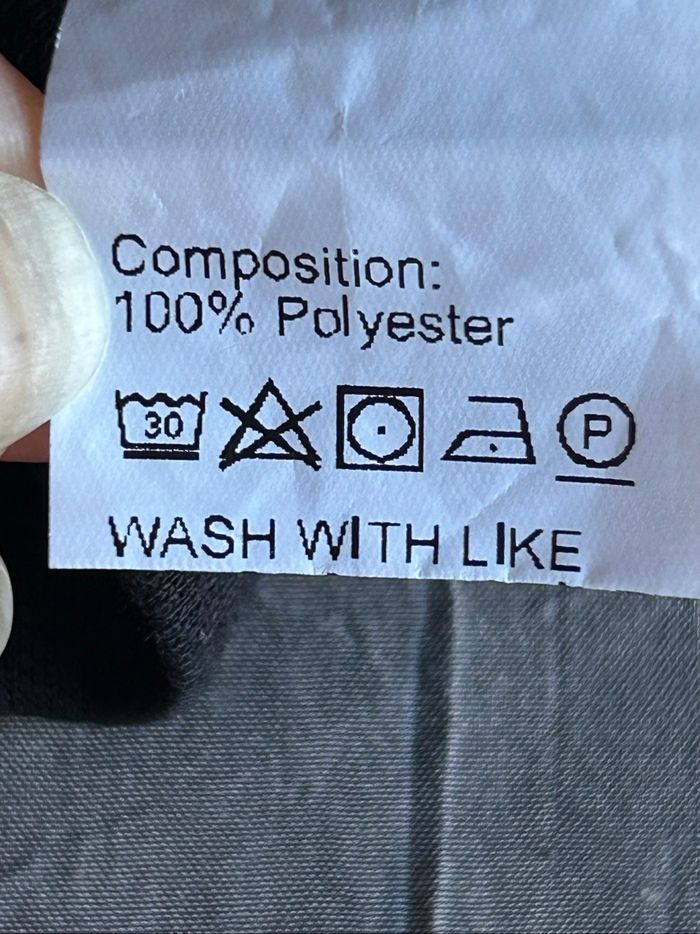 Composition:
100% Polyester
30 P
WASH WITH LIKE